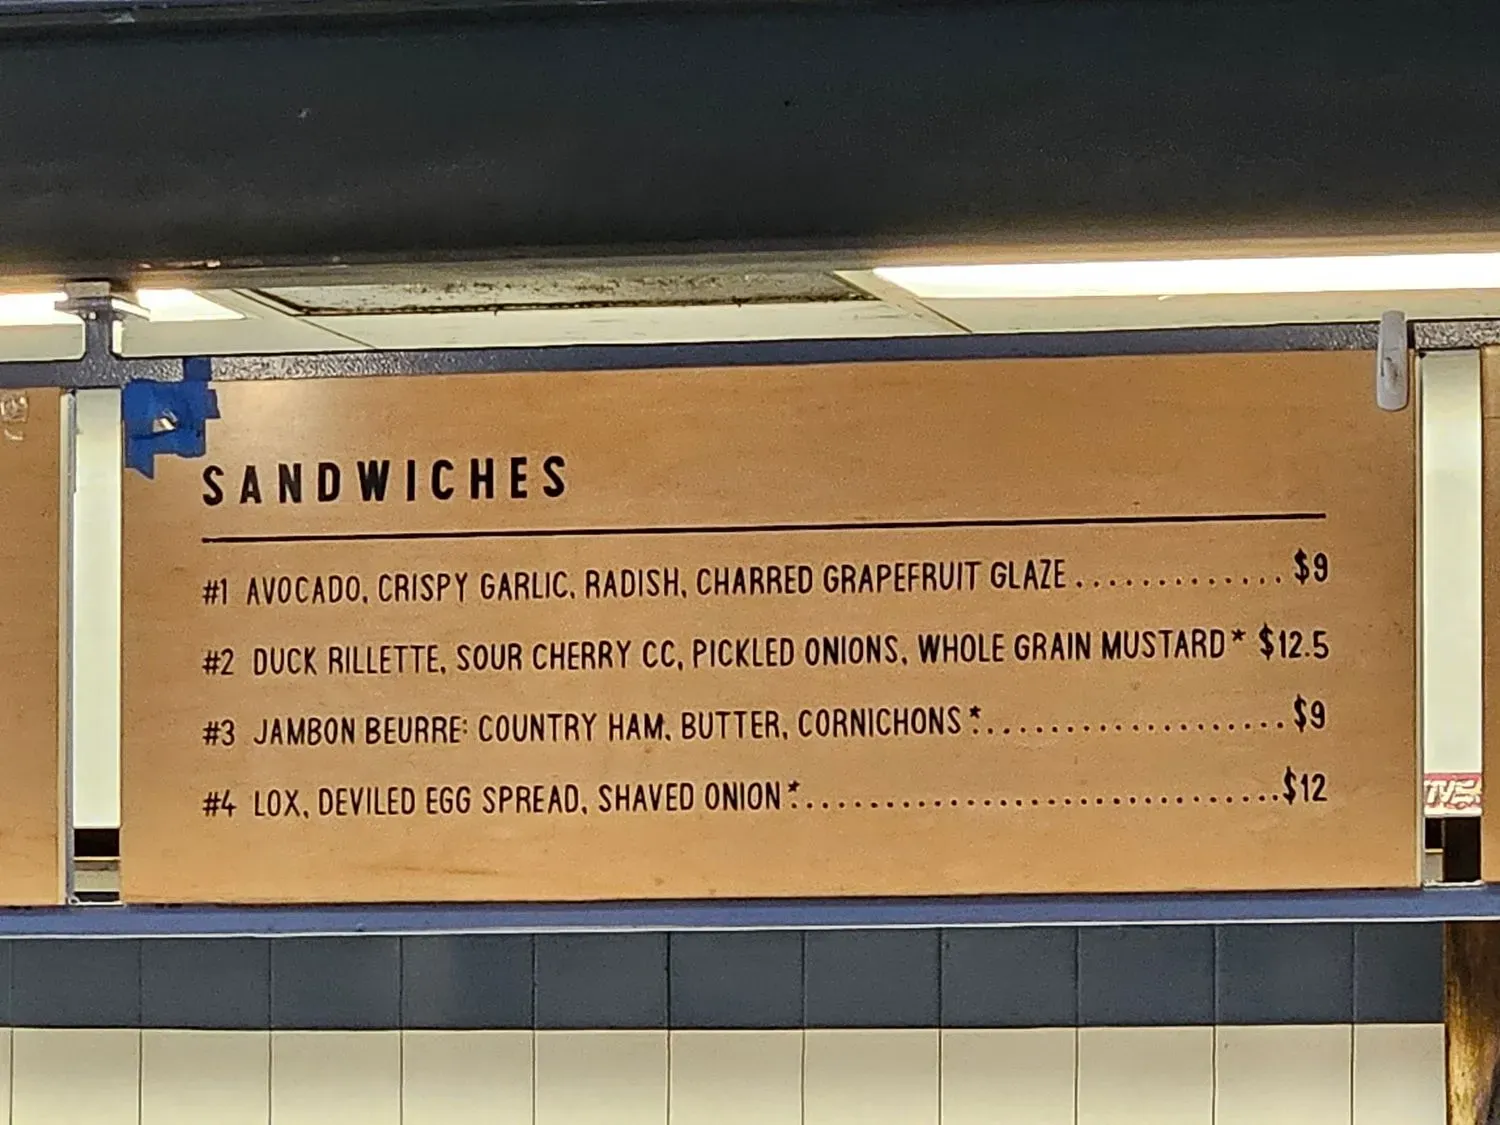 SANDWICHES
#1 AVOCADO, CRISPY GARLIC, RADISH, CHARRED GRAPEFRUIT GLAZE ............. $9
#2 DUCK RILLETTE, SOUR CHERRY CC, PICKLED ONIONS, WHOLE GRAIN MUSTARD* $12.5
#3 JAMBON BEURRE: COUNTRY HAM, BUTTER, CORNICHONS*.................... $9
#4 LOX, DEVILED EGG SPREAD, SHAVED ONION*...............................$12